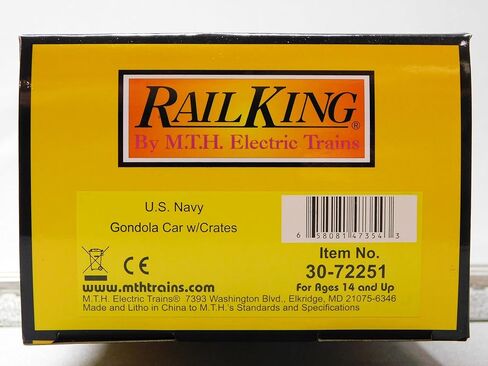 RAILKING®
By M.T.H. Electric Trains
U.S. Navy
Gondola Car w/Crates
6 58081 47354 3
Item No.
30-72251
For Ages 14 and Up
CE
www.mthtrains.com
M.T.H. Electric Trains® 7393 Washington Blvd., Elkridge, MD 21075-6346
Made and Litho in China to M.T.H.'s Standards and Specifications